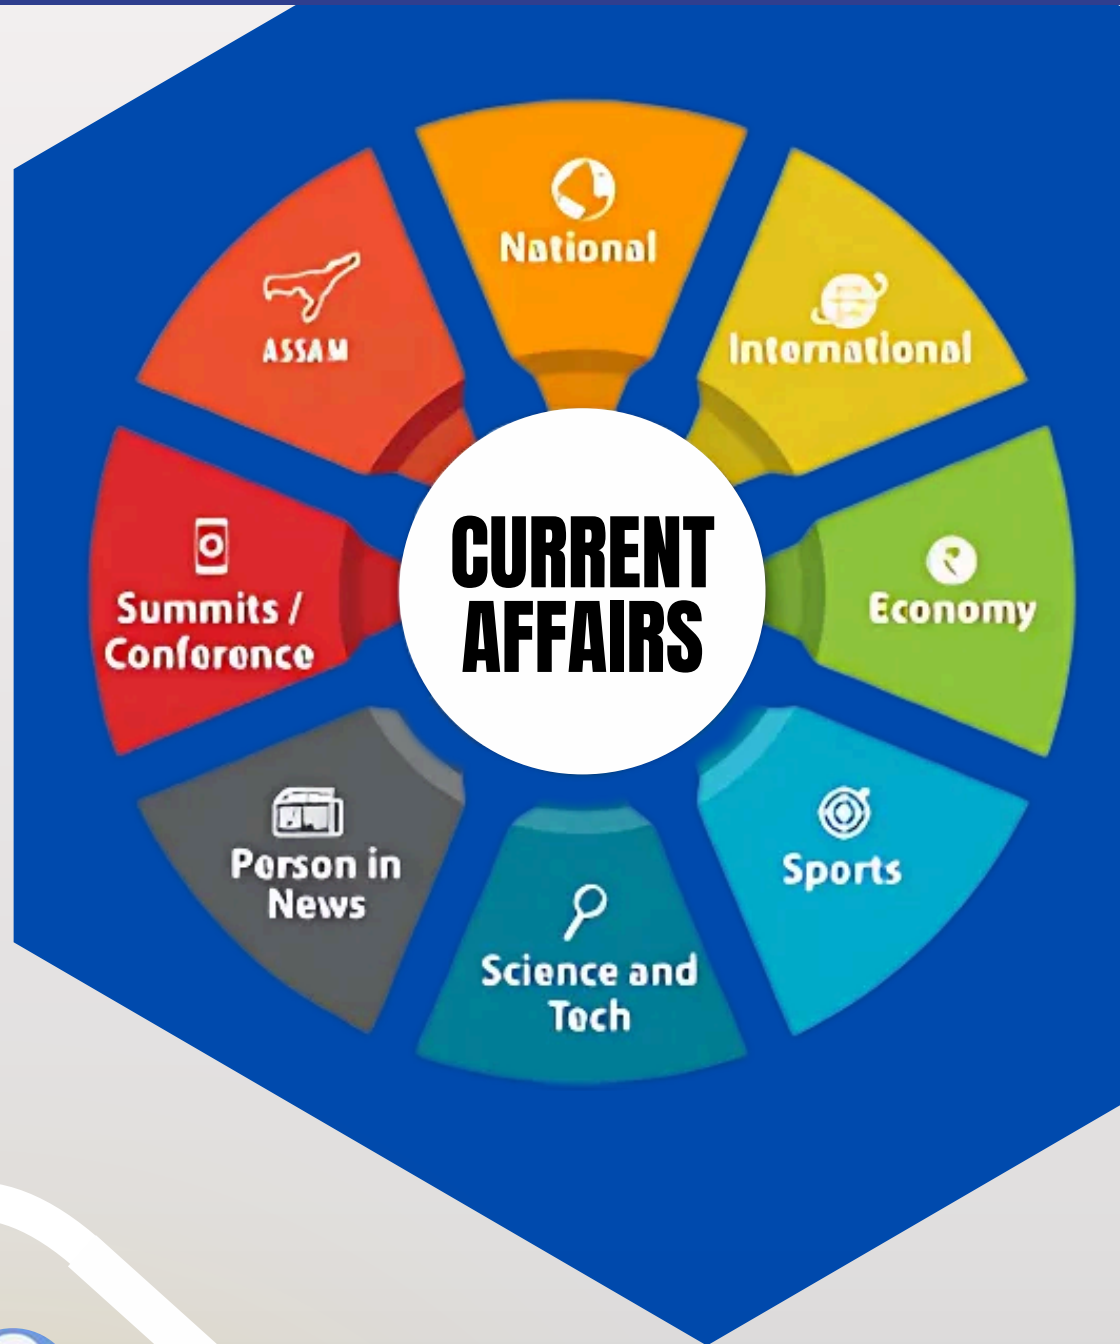 National
International
ASSAM
CURRENT
AFFAIRS
Economy
Summits /
Conference
Sports
Person in
News
Science and
Tech